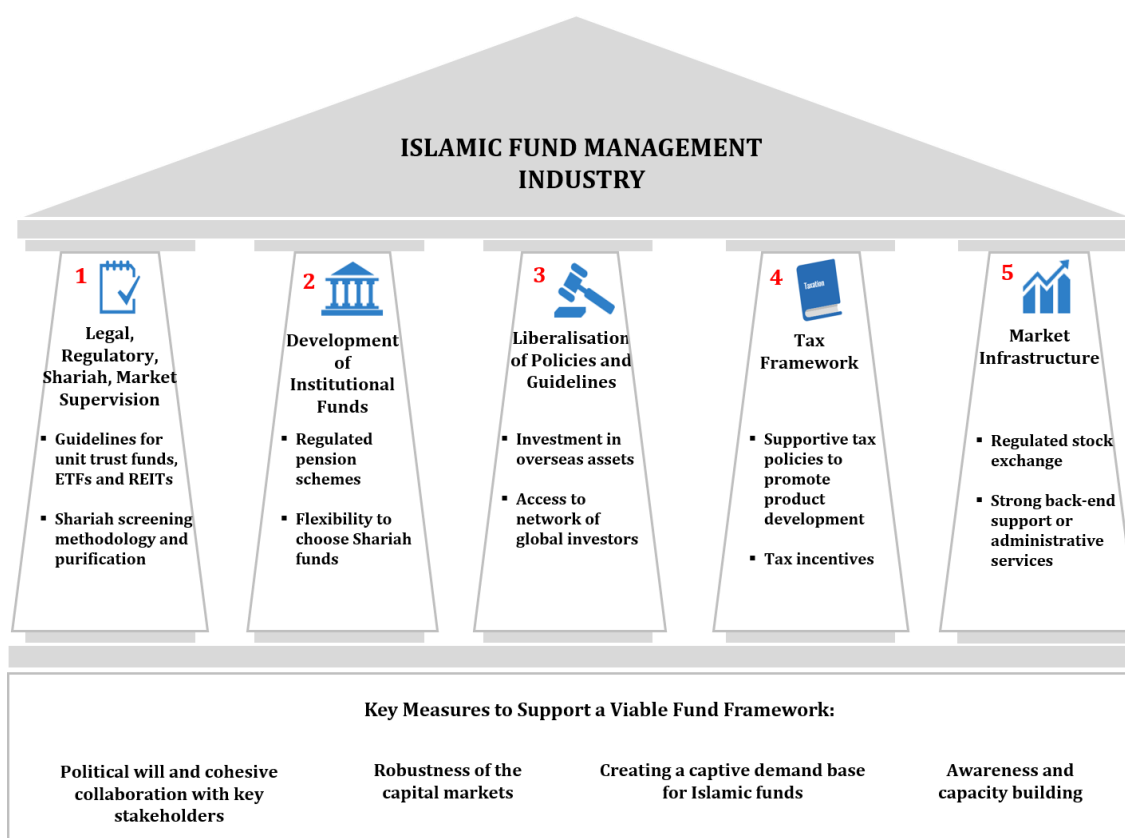 ISLAMIC FUND MANAGEMENT
INDUSTRY
1
Legal,
Regulatory,
Shariah, Market
Supervision
▪ Guidelines for
unit trust funds,
ETFs and REITs
▪ Shariah screening
methodology and
purification
2
Development
of
Institutional
Funds
▪ Regulated
pension
schemes
▪ Flexibility to
choose Shariah
funds
3
Liberalisation
of Policies and
Guidelines
▪ Investment in
overseas assets
▪ Access to
network of
global investors
4
Taxation
Tax
Framework
▪ Supportive tax
policies to
promote
product
development
▪ Tax incentives
5
Market
Infrastructure
▪ Regulated stock
exchange
▪ Strong back-end
support or
administrative
services
Key Measures to Support a Viable Fund Framework:
Political will and cohesive
collaboration with key
stakeholders
Robustness of the
capital markets
Creating a captive demand base
for Islamic funds
Awareness and
capacity building